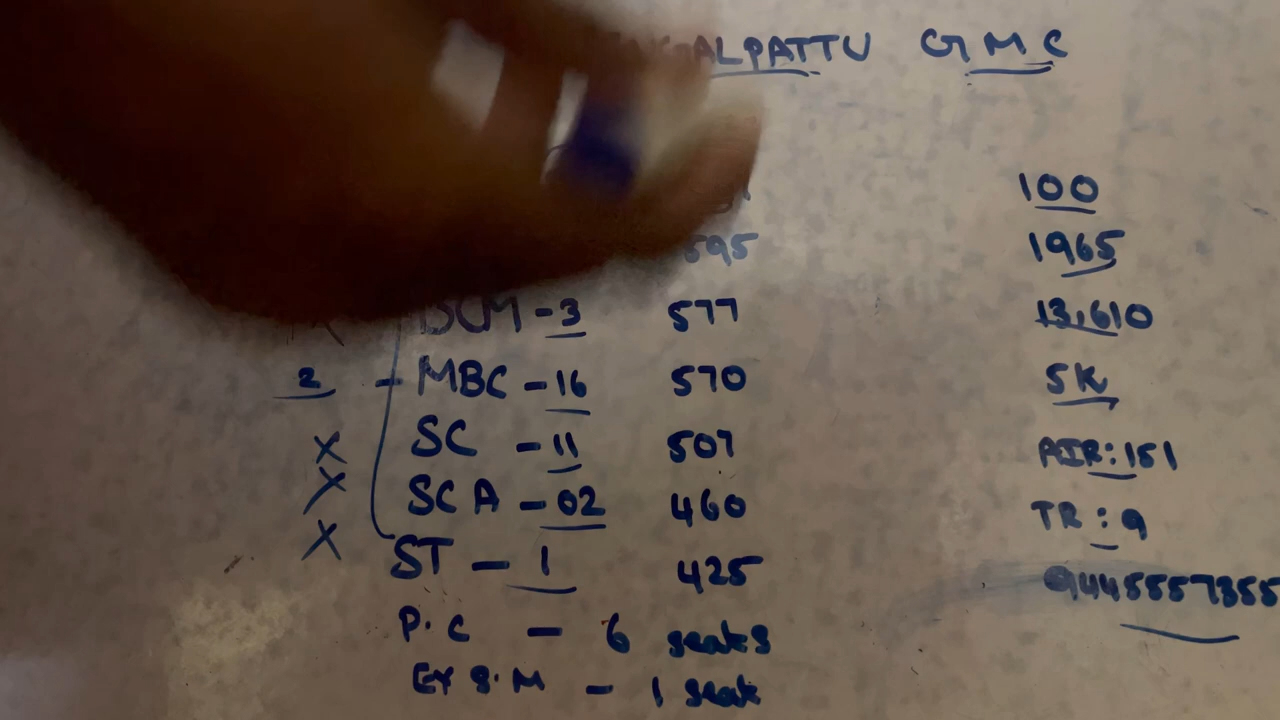 ALPATTU GMC
100
595 1965
BCM - 3 577 13,610
2 - MBC - 16 570 5K
X SC - 11 507 AIR: 151
X SCA - 02 460 TR: 9
X ST - 1 425 9445557355
P.C - 6 seats
EX S.M - 1 seat